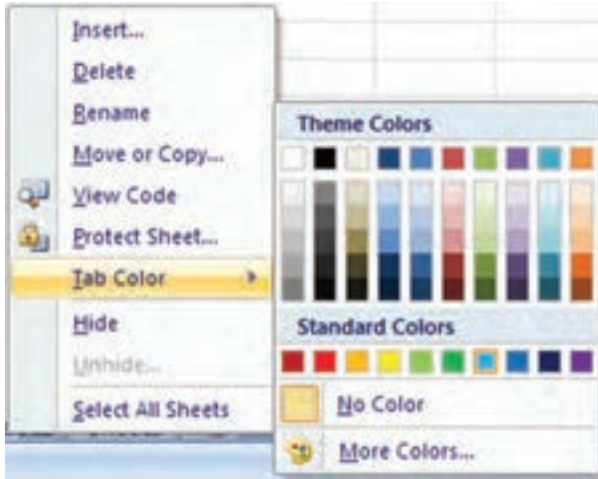 Insert...
Delete
Rename
Move or Copy...
View Code
Protect Sheet...
Tab Color
Hide
Unhide...
Select All Sheets
Theme Colors
Standard Colors
No Color
More Colors...